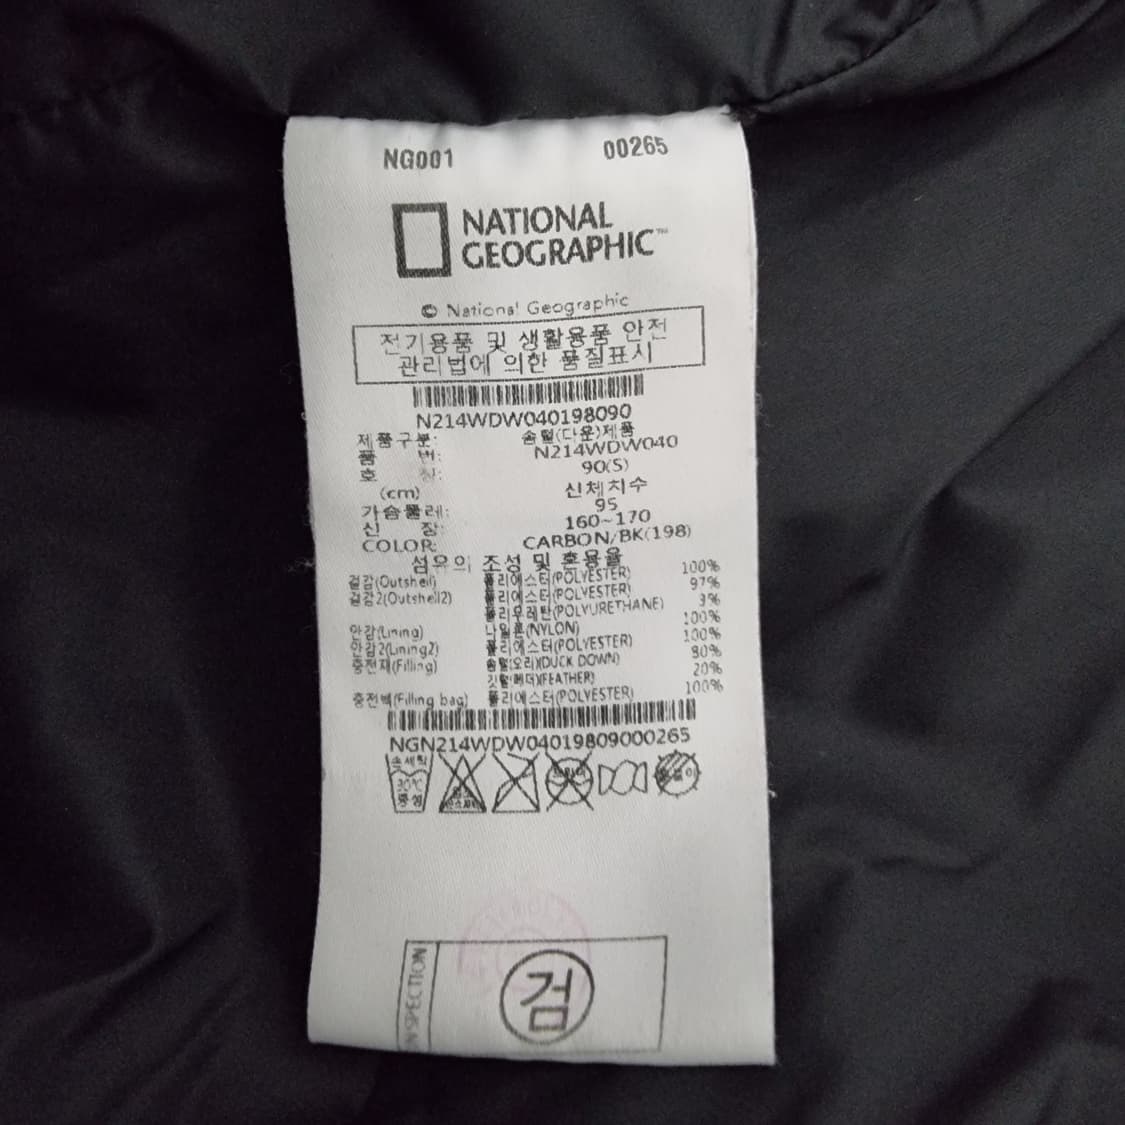 NG001 00265
NATIONAL
GEOGRAPHIC™
© National Geographic
전기용품 및 생활용품 안전
관리법에 의한 품질표시
N214WDW040198090
제품구분: 솜털(다운)제품
품 번: N214WDW040
호 칭: 90(S)
(cm) 신체치수
가슴둘레: 95
신 장: 160~170
COLOR: CARBON/BK(198)
섬유의 조성 및 혼용율
겉감(Outshell) 폴리에스터(POLYESTER) 100%
겉감2(Outshell2) 폴리에스터(POLYESTER) 97%
폴리우레탄(POLYURETHANE) 3%
안감(Lining) 나일론(NYLON) 100%
안감2(Lining2) 폴리에스터(POLYESTER) 100%
충전재(Filling) 솜털(오리)(DUCK DOWN) 80%
깃털(페더)(FEATHER) 20%
충전백(Filling bag) 폴리에스터(POLYESTER) 100%
NGN214WDW04019809000265
손세탁
30℃
중성
드라이
INSPECTION
검